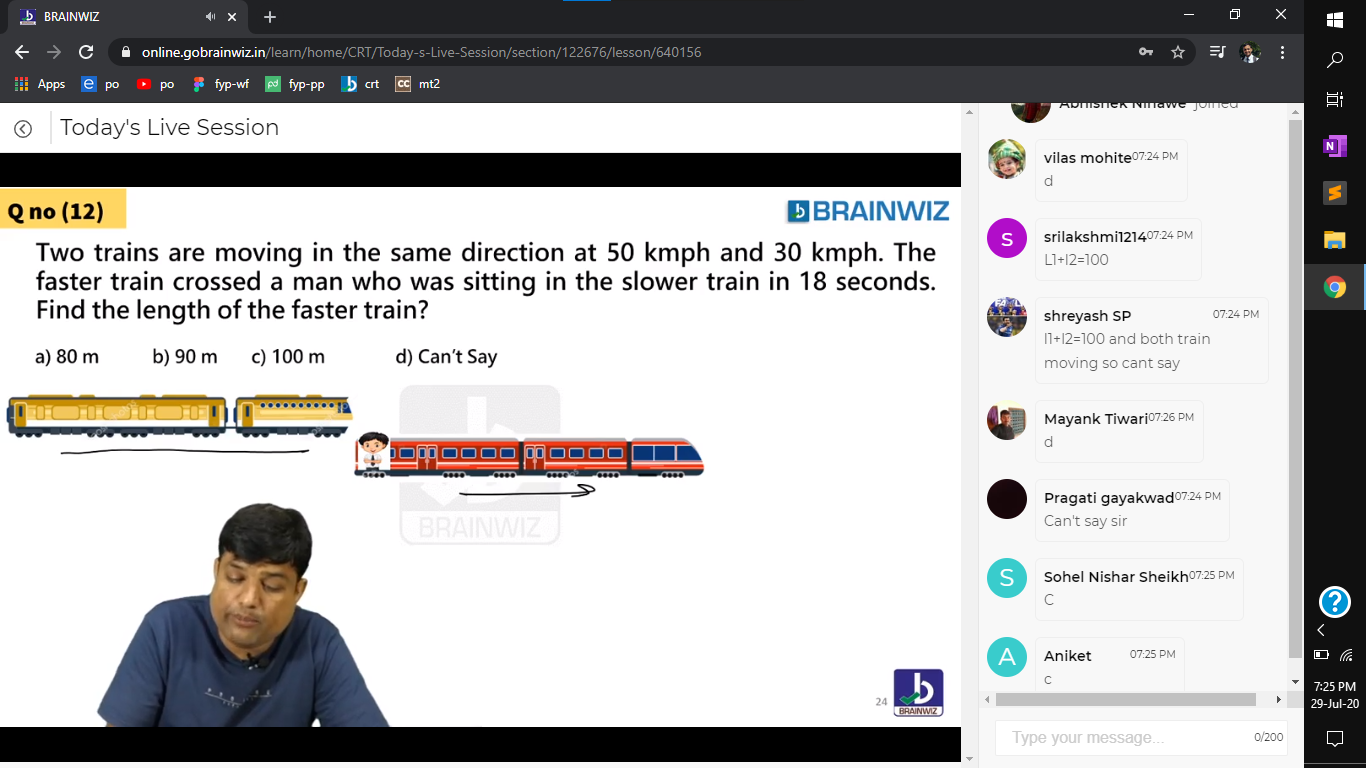 BRAINWIZ
online.gobrainwiz.in/learn/home/CRT/Today-s-Live-Session/section/122676/lesson/640156
Apps po po fyp-wf fyp-pp crt mt2
Today's Live Session
Q no (12)
BRAINWIZ
Two trains are moving in the same direction at 50 kmph and 30 kmph. The
faster train crossed a man who was sitting in the slower train in 18 seconds.
Find the length of the faster train?
a) 80 m b) 90 m c) 100 m d) Can't Say
BRAINWIZ
24
BRAINWIZ
Abhishek Ninawe joined
vilas mohite 07:24 PM
d
s
srilakshmi1214 07:24 PM
L1+l2=100
shreyash SP 07:24 PM
l1+l2=100 and both train
moving so cant say
Mayank Tiwari 07:26 PM
d
Pragati gayakwad 07:24 PM
Can't say sir
S
Sohel Nishar Sheikh 07:25 PM
C
A
Aniket 07:25 PM
c
Type your message... 0/200
7:25 PM
29-Jul-20